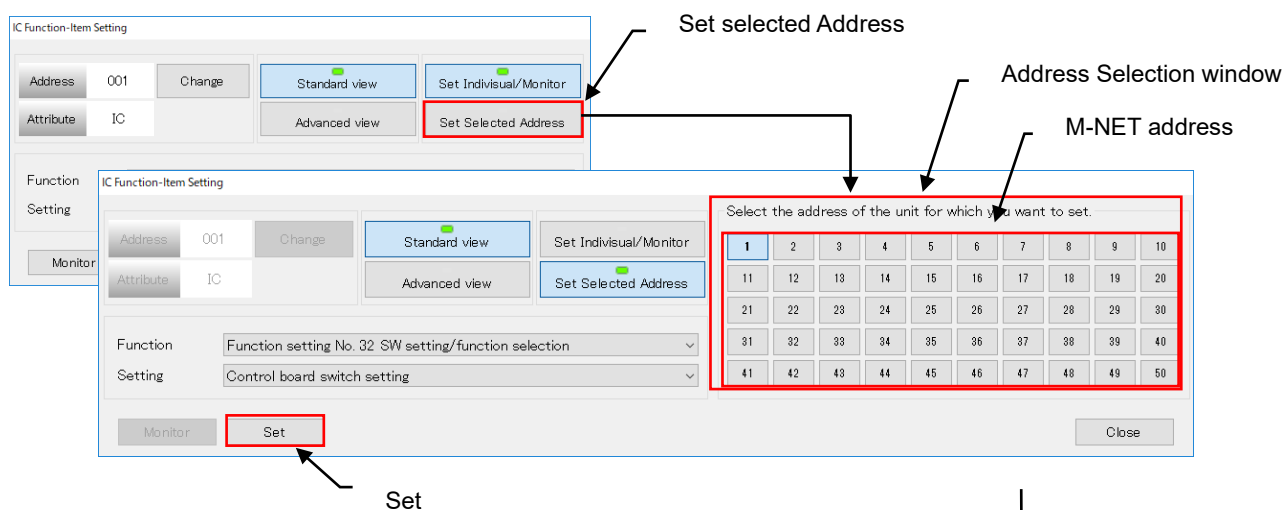 Set selected Address
IC Function-Item Setting
Address 001 Change Standard view Set Indivisual/Monitor
Attribute IC Advanced view Set Selected Address
Address Selection window
M-NET address
Function
Setting
Monitor
IC Function-Item Setting
Address 001 Change Standard view Set Indivisual/Monitor
Attribute IC Advanced view Set Selected Address
Function Function setting No. 32 SW setting/function selection
Setting Control board switch setting
Monitor Set
Select the address of the unit for which you want to set.
1 2 3 4 5 6 7 8 9 10
11 12 13 14 15 16 17 18 19 20
21 22 23 24 25 26 27 28 29 30
31 32 33 34 35 36 37 38 39 40
41 42 43 44 45 46 47 48 49 50
Close
Set